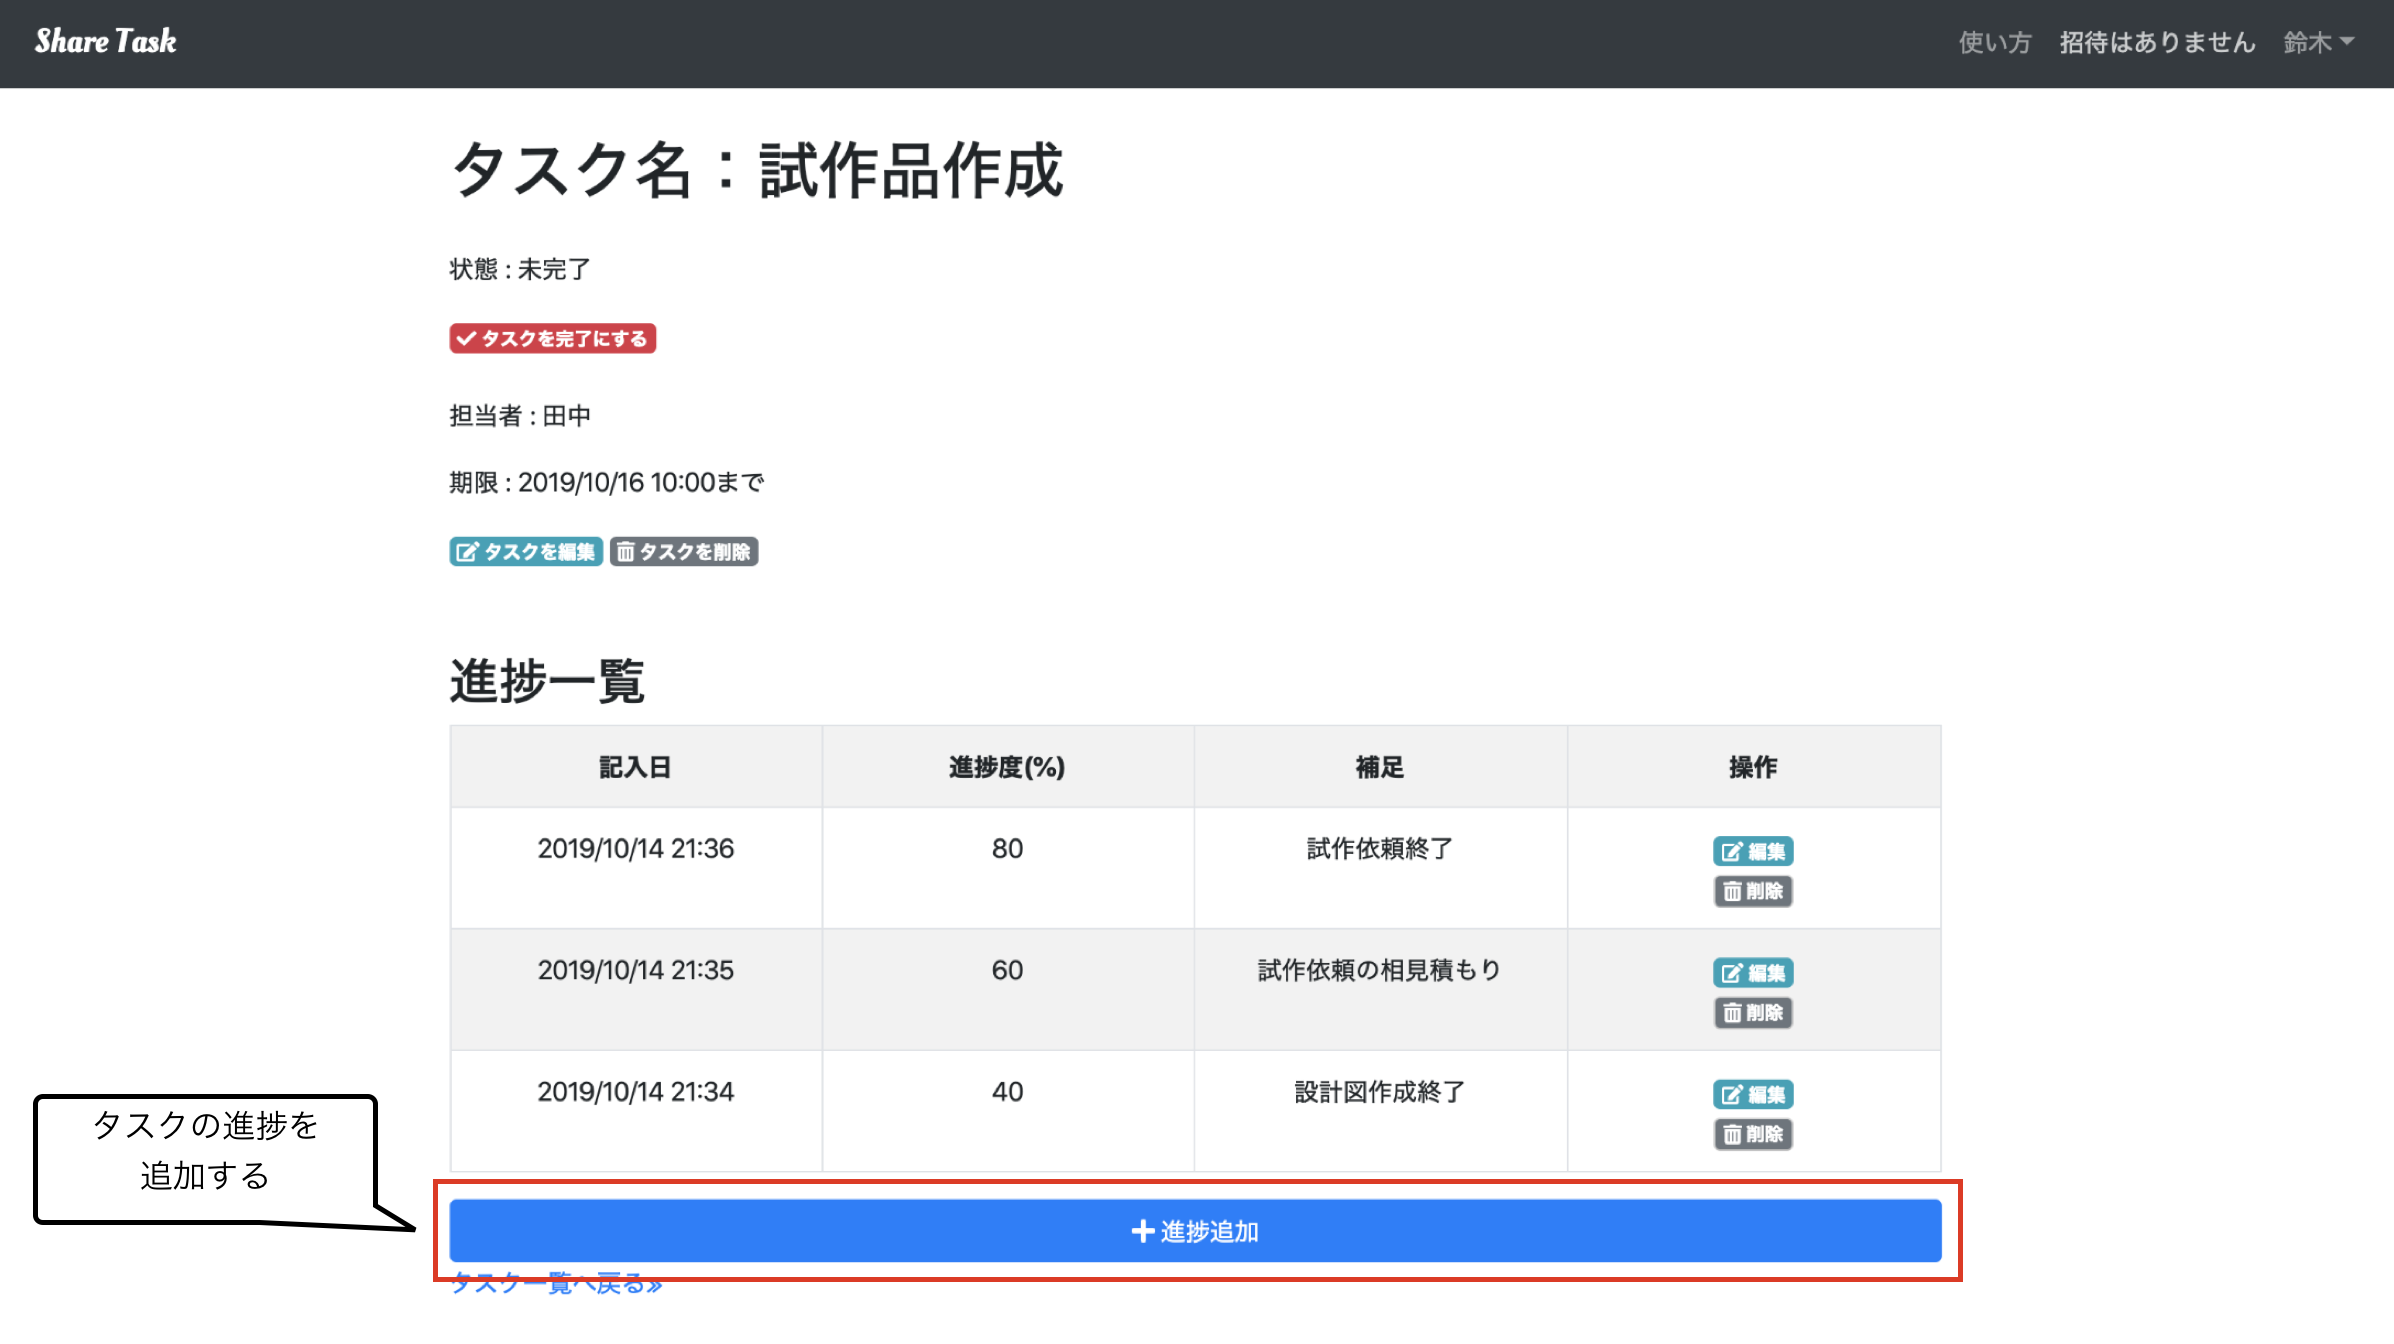 Share Task
使い方 招待はありません 鈴木
タスク名：試作品作成
状態 : 未完了
タスクを完了にする
担当者 : 田中
期限 : 2019/10/16 10:00まで
タスクを編集 タスクを削除
進捗一覧
記入日 進捗度(%) 補足 操作
2019/10/14 21:36 80 試作依頼終了 編集
削除
2019/10/14 21:35 60 試作依頼の相見積もり 編集
削除
2019/10/14 21:34 40 設計図作成終了 編集
削除
タスクの進捗を
追加する
進捗追加
タスク一覧へ戻る»